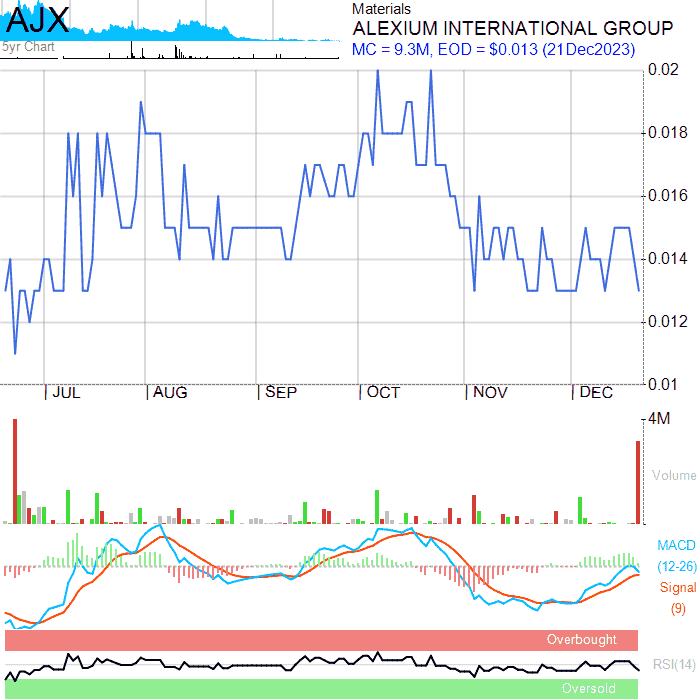 AJX
5yr Chart
Materials
ALEXIUM INTERNATIONAL GROUP
MC = 9.3M, EOD = $0.013 (21Dec2023)
0.02
0.018
0.016
0.014
0.012
0.01
JUL AUG SEP OCT NOV DEC
4M
Volume
MACD
(12-26)
Signal
(9)
Overbought
RSI(14)
Oversold